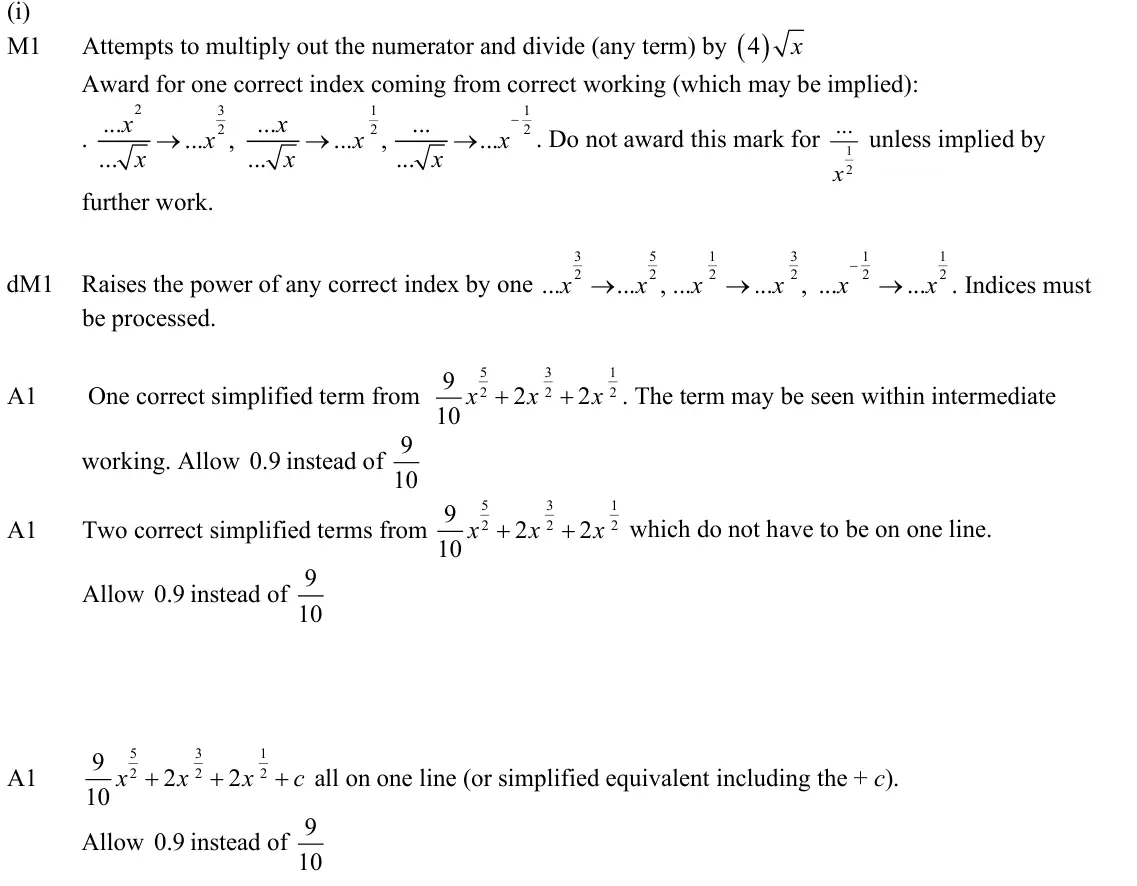 (i)
M1 Attempts to multiply out the numerator and divide (any term) by (4)√x
Award for one correct index coming from correct working (which may be implied):
. ...x²/...√x → ...x^(3/2), ...x/...√x → ...x^(1/2), .../...√x → ...x^(−1/2). Do not award this mark for .../x^(1/2) unless implied by
further work.
dM1 Raises the power of any correct index by one ...x^(3/2) → ...x^(5/2), ...x^(1/2) → ...x^(3/2), ...x^(−1/2) → ...x^(1/2). Indices must
be processed.
A1 One correct simplified term from 9/10 x^(5/2) + 2x^(3/2) + 2x^(1/2). The term may be seen within intermediate
working. Allow 0.9 instead of 9/10
A1 Two correct simplified terms from 9/10 x^(5/2) + 2x^(3/2) + 2x^(1/2) which do not have to be on one line.
Allow 0.9 instead of 9/10
A1 9/10 x^(5/2) + 2x^(3/2) + 2x^(1/2) + c all on one line (or simplified equivalent including the + c).
Allow 0.9 instead of 9/10